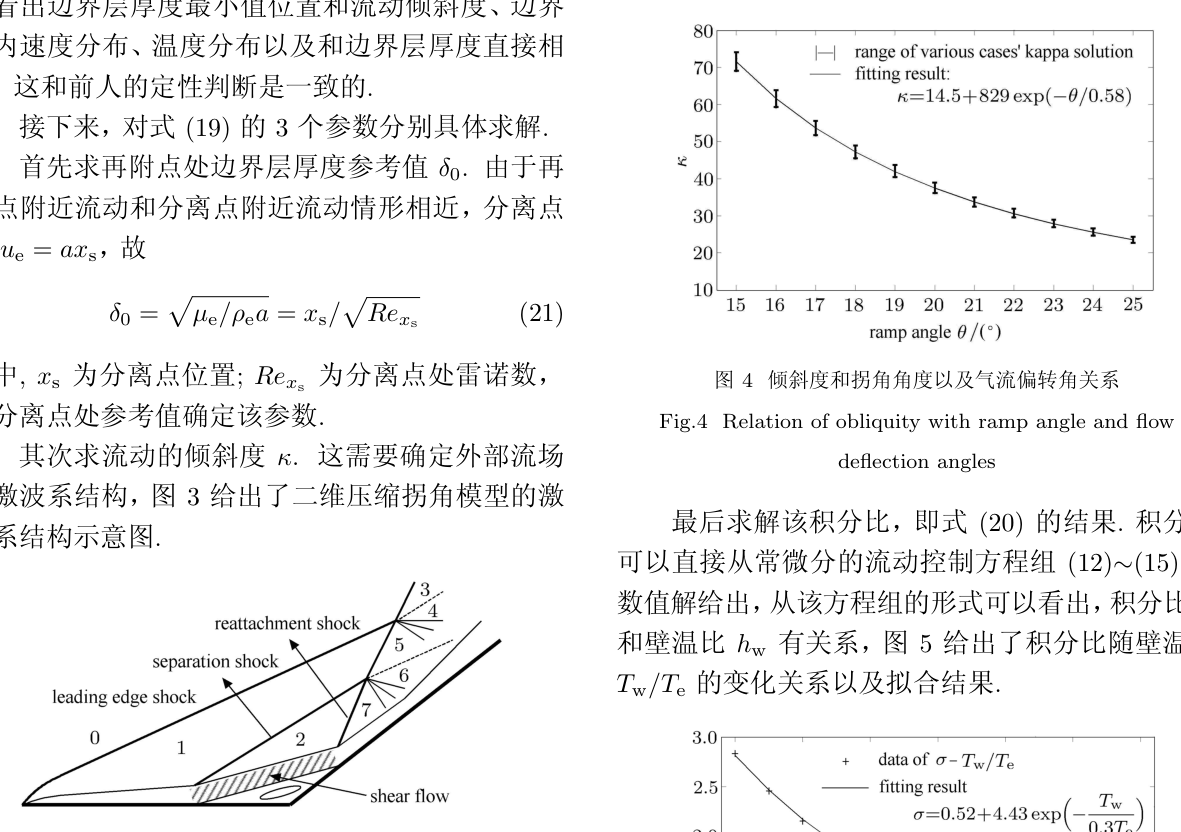 看出边界层厚度最小值位置和流动倾斜度、边界
内速度分布、温度分布以及和边界层厚度直接相
这和前人的定性判断是一致的.
接下来, 对式 (19) 的 3 个参数分别具体求解.
首先求再附点处边界层厚度参考值 δ₀. 由于再
点附近流动和分离点附近流动情形相近, 分离点
uₑ = axₛ, 故
δ₀ = √(μₑ/ρₑa) = xₛ/√(Re_xₛ) (21)
中, xₛ 为分离点位置; Re_xₛ 为分离点处雷诺数,
分离点处参考值确定该参数.
其次求流动的倾斜度 κ. 这需要确定外部流场
激波系结构, 图 3 给出了二维压缩拐角模型的激
系结构示意图.
3
4
reattachment shock
5
separation shock
6
leading edge shock
7
0
1
2
shear flow
80
70
60
50
40
30
20
10
κ
range of various cases' kappa solution
fitting result:
κ=14.5+829 exp(−θ/0.58)
15 16 17 18 19 20 21 22 23 24 25
ramp angle θ/(°)
图 4 倾斜度和拐角角度以及气流偏转角关系
Fig.4 Relation of obliquity with ramp angle and flow
deflection angles
最后求解该积分比, 即式 (20) 的结果. 积分
可以直接从常微分的流动控制方程组 (12)~(15)
数值解给出, 从该方程组的形式可以看出, 积分比
和壁温比 h_w 有关系, 图 5 给出了积分比随壁温
T_w/Tₑ 的变化关系以及拟合结果.
3.0
2.5
data of σ−T_w/Tₑ
fitting result
σ=0.52+4.43 exp(−T_w/0.3Tₑ)